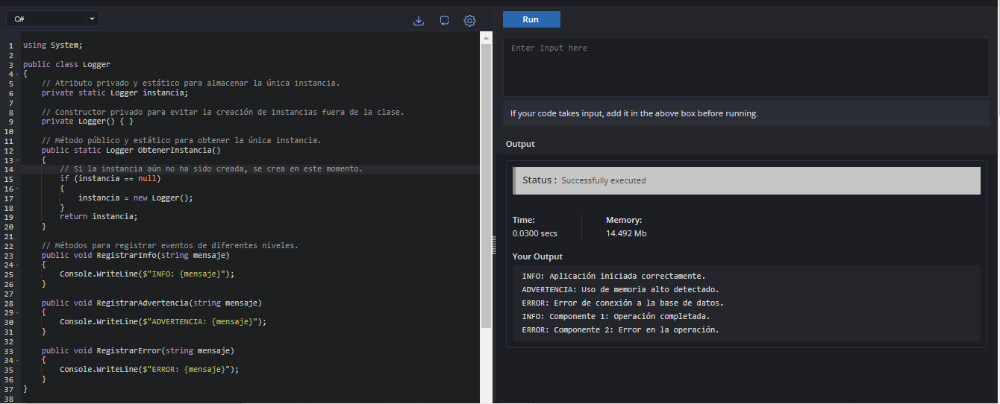 C#
1 using System;
2
3 public class Logger
4 {
5 // Atributo privado y estático para almacenar la única instancia.
6 private static Logger instancia;
7
8 // Constructor privado para evitar la creación de instancias fuera de la clase.
9 private Logger() { }
10
11 // Método público y estático para obtener la única instancia.
12 public static Logger ObtenerInstancia()
13 {
14 // Si la instancia aún no ha sido creada, se crea en este momento.
15 if (instancia == null)
16 {
17 instancia = new Logger();
18 }
19 return instancia;
20 }
21
22 // Métodos para registrar eventos de diferentes niveles.
23 public void RegistrarInfo(string mensaje)
24 {
25 Console.WriteLine($"INFO: {mensaje}");
26 }
27
28 public void RegistrarAdvertencia(string mensaje)
29 {
30 Console.WriteLine($"ADVERTENCIA: {mensaje}");
31 }
32
33 public void RegistrarError(string mensaje)
34 {
35 Console.WriteLine($"ERROR: {mensaje}");
36 }
37 }
38
Run
Enter Input here
If your code takes input, add it in the above box before running.
Output
Status : Successfully executed
Time: Memory:
0.0300 secs 14.492 Mb
Your Output
INFO: Aplicación iniciada correctamente.
ADVERTENCIA: Uso de memoria alto detectado.
ERROR: Error de conexión a la base de datos.
INFO: Componente 1: Operación completada.
ERROR: Componente 2: Error en la operación.